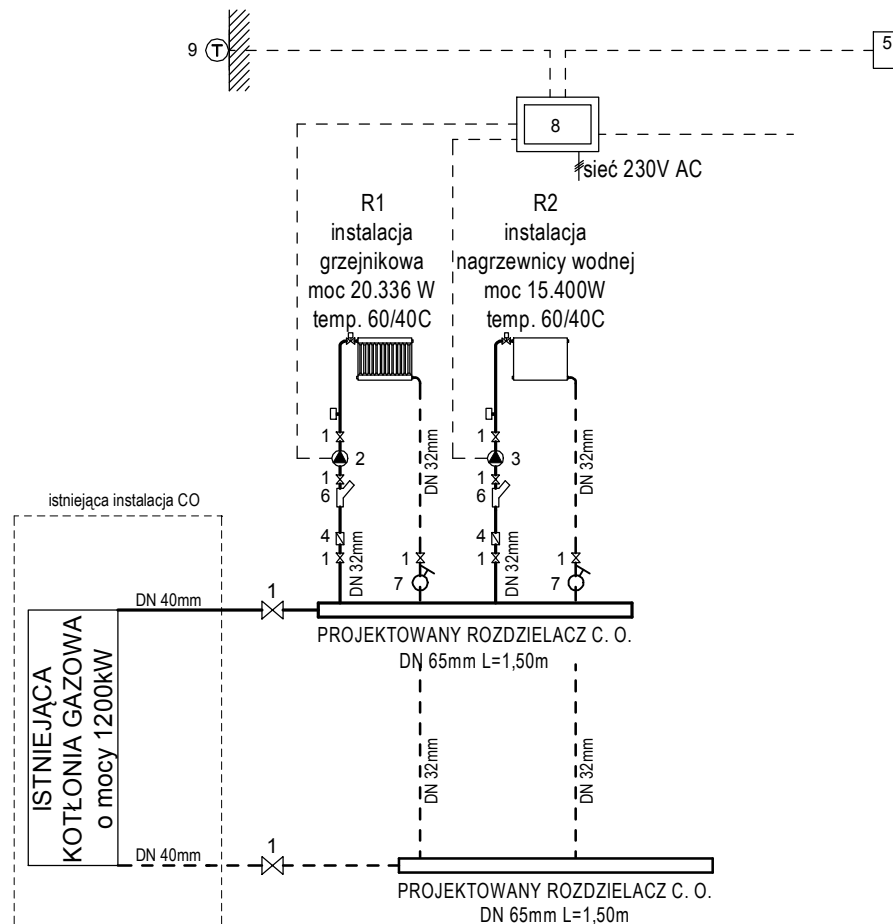 9
T
5
8
sieć 230V AC
R1
instalacja
grzejnikowa
moc 20.336 W
temp. 60/40C
R2
instalacja
nagrzewnicy wodnej
moc 15.400W
temp. 60/40C
1
2
1
6
4
1
DN 32mm
DN 32mm
1
7
1
3
1
6
4
1
DN 32mm
DN 32mm
1
7
istniejąca instalacja CO
DN 40mm
1
PROJEKTOWANY ROZDZIELACZ C. O.
DN 65mm L=1,50m
ISTNIEJĄCA
KOTŁONIA GAZOWA
o mocy 1200kW
DN 32mm
DN 32mm
DN 40mm
1
PROJEKTOWANY ROZDZIELACZ C. O.
DN 65mm L=1,50m